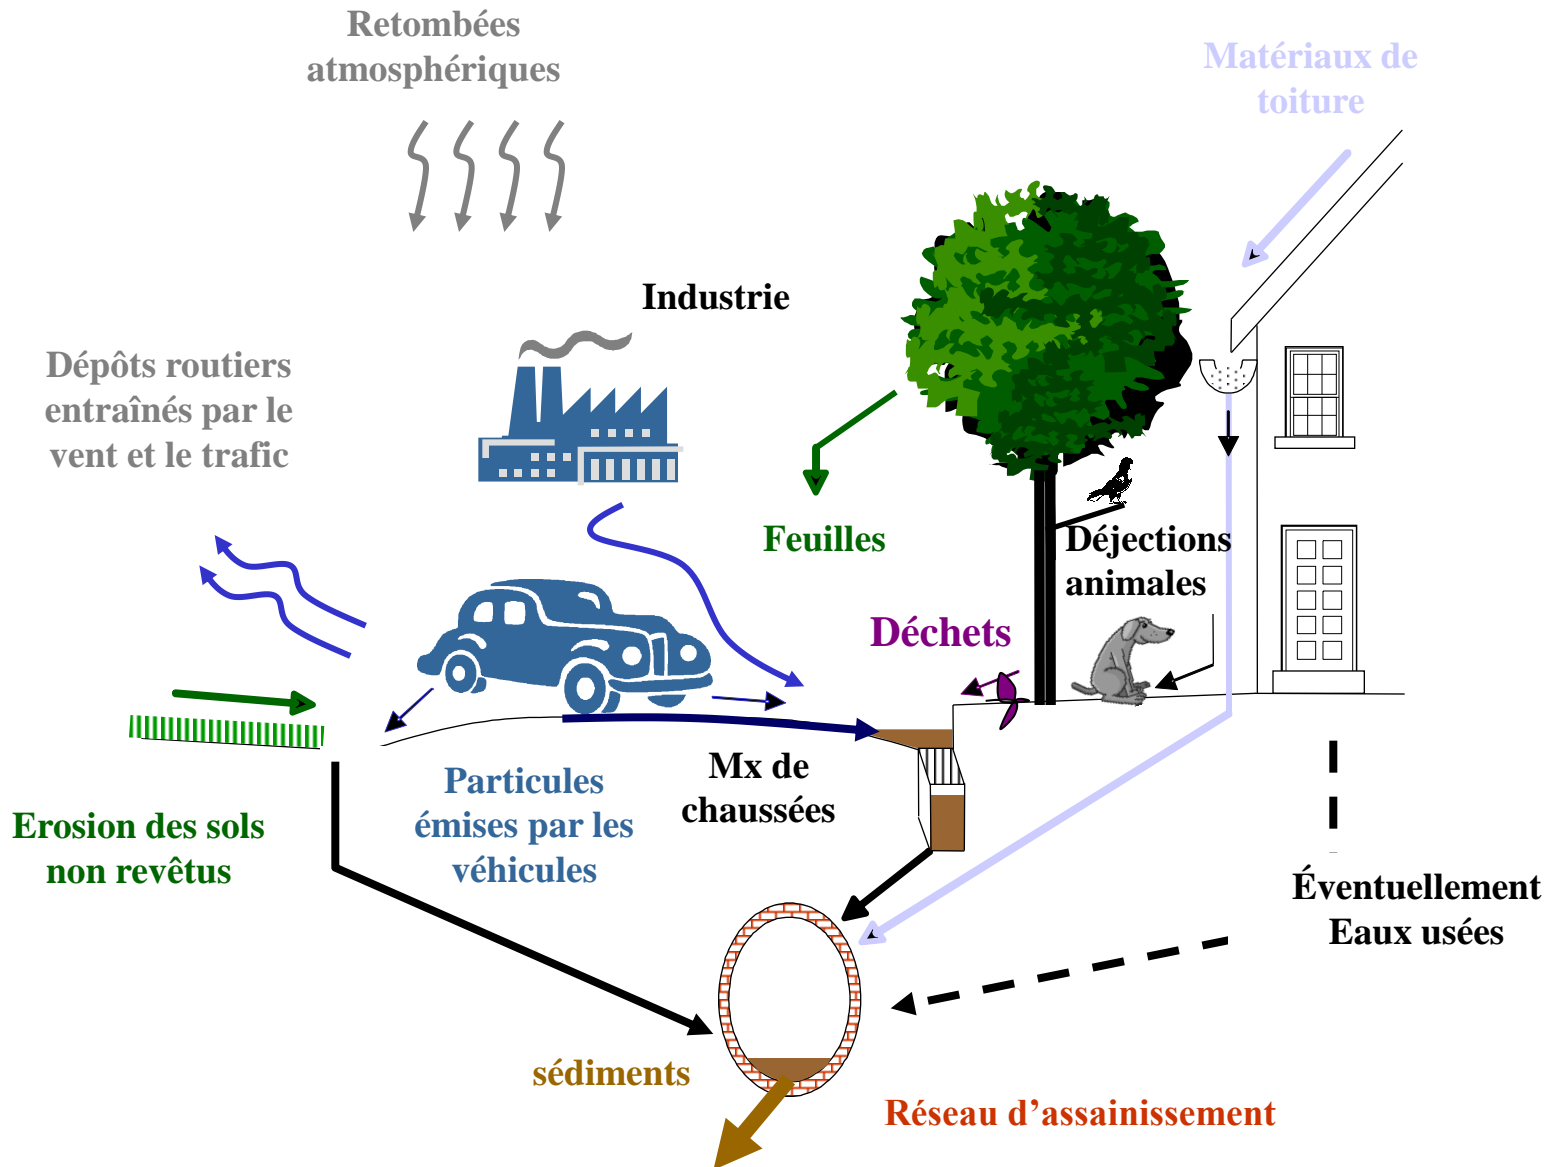 Retombées
atmosphériques
Matériaux de
toiture
Industrie
Dépôts routiers
entraînés par le
vent et le trafic
Feuilles
Déjections
animales
Déchets
Mx de
chaussées
Particules
émises par les
véhicules
Erosion des sols
non revêtus
Éventuellement
Eaux usées
sédiments
Réseau d’assainissement